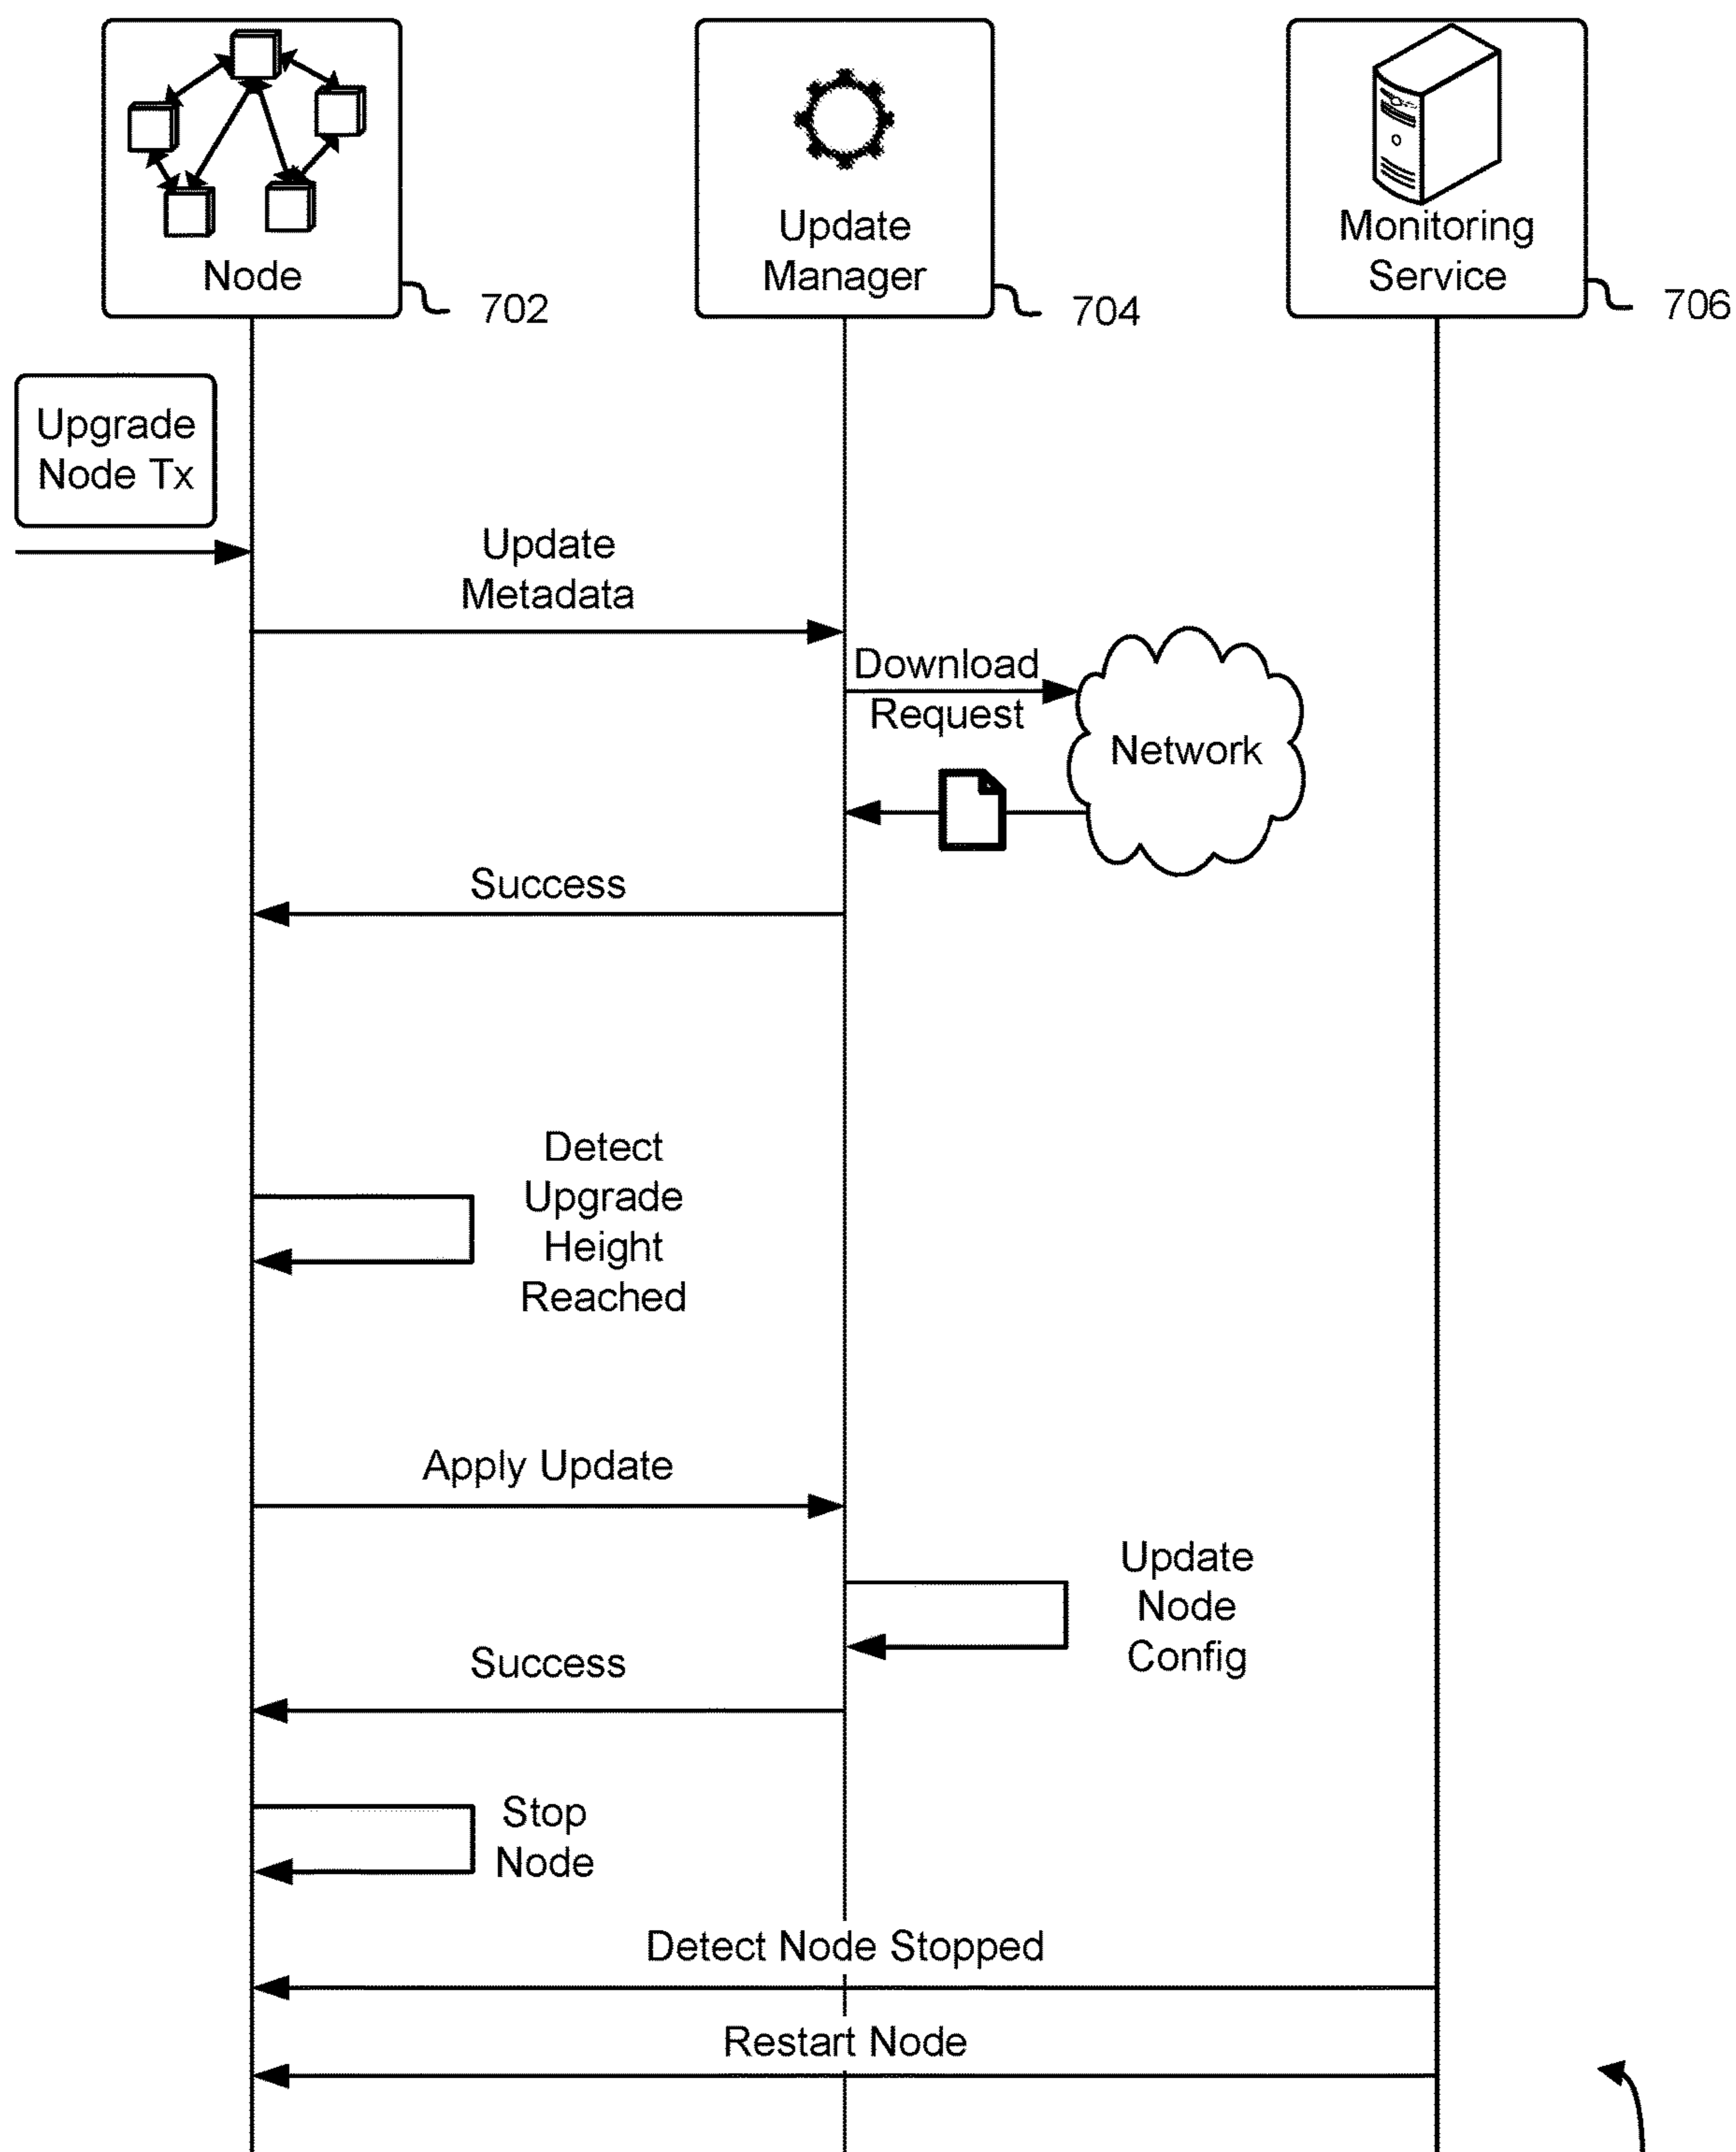 Node
702
Update
Manager
704
Monitoring
Service
706
Upgrade
Node Tx
Update
Metadata
Download
Request
Network
Success
Detect
Upgrade
Height
Reached
Apply Update
Update
Node
Config
Success
Stop
Node
Detect Node Stopped
Restart Node